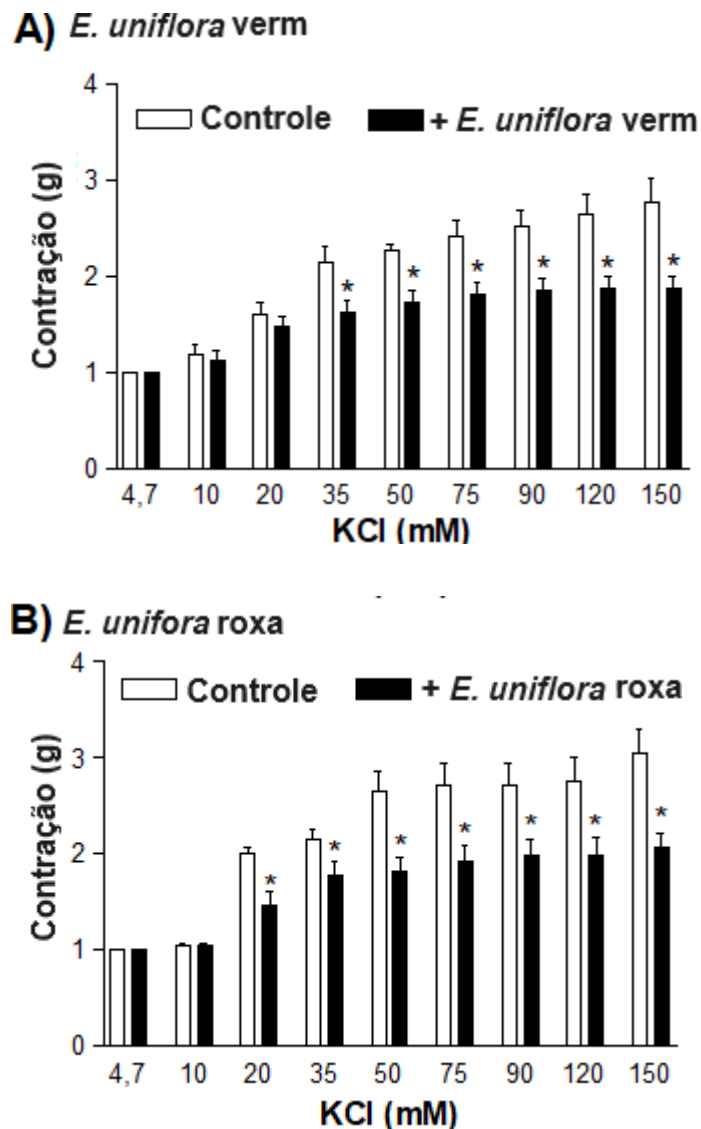 A) E. uniflora verm
4
Controle + E. uniflora verm
3
Contração (g)
2
* * * * * * *
1
0
4,7 10 20 35 50 75 90 120 150
KCl (mM)
B) E. unifora roxa
4
Controle + E. uniflora roxa
3
Contração (g)
2
* * * * * * * *
1
0
4,7 10 20 35 50 75 90 120 150
KCl (mM)